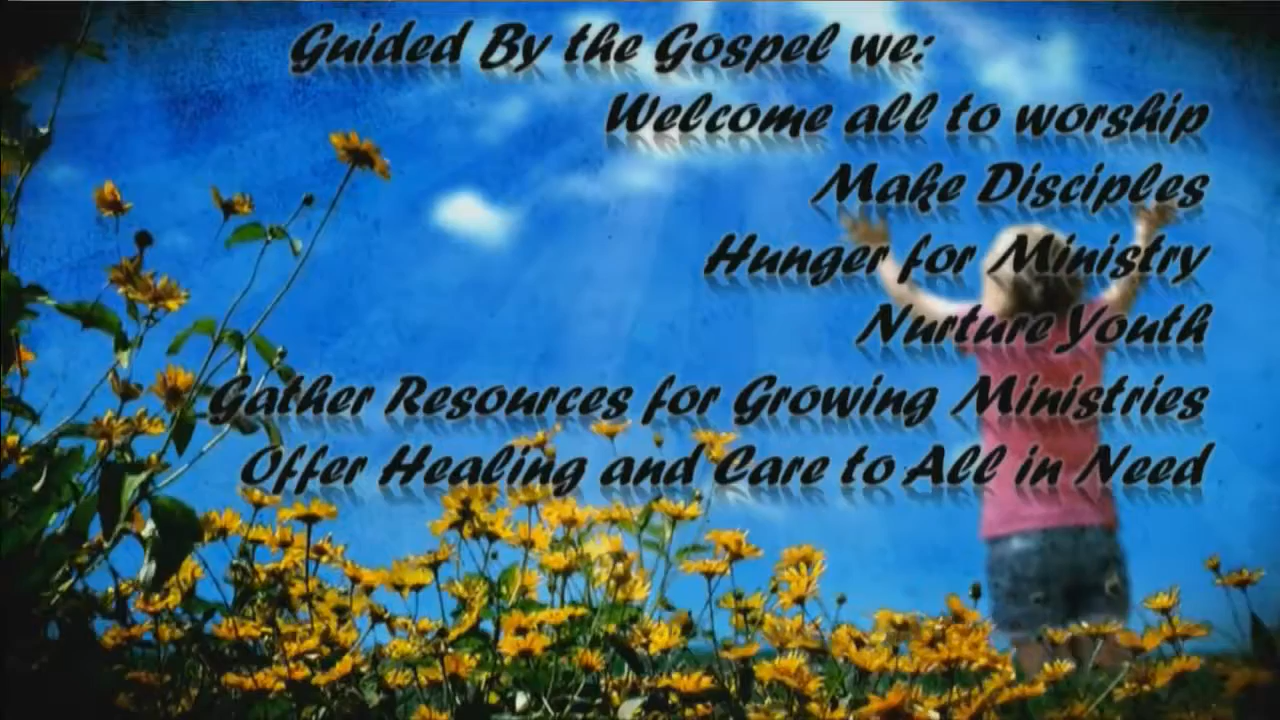 Guided By the Gospel we:
Welcome all to worship
Make Disciples
Hunger for Ministry
Nurture Youth
Gather Resources for Growing Ministries
Offer Healing and Care to All in Need